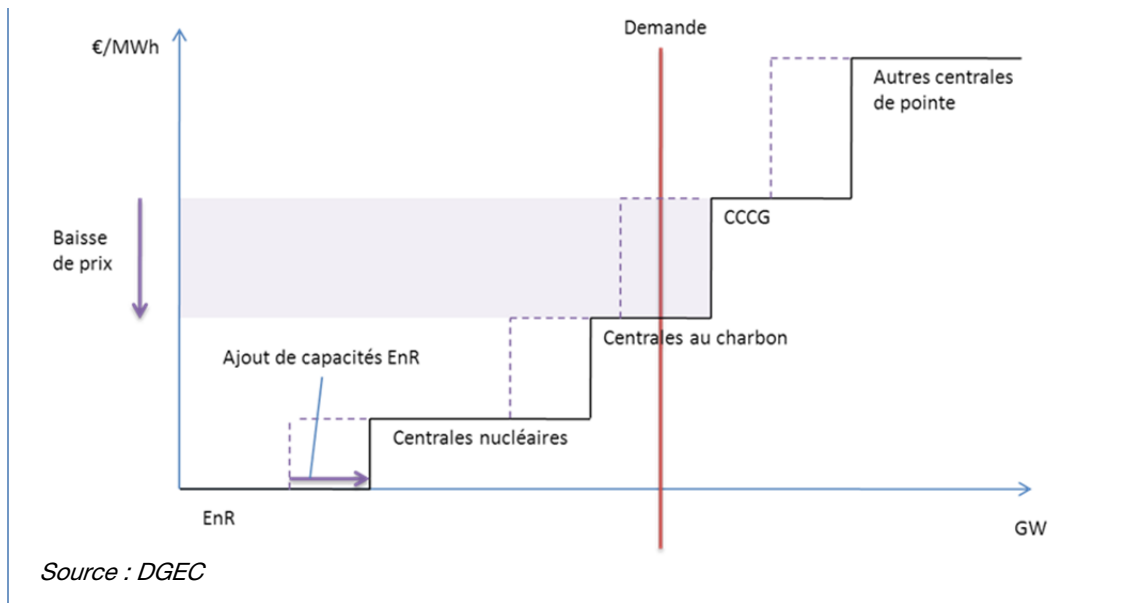 Demande
€/MWh
Autres centrales
de pointe
CCCG
Baisse
de prix
Centrales au charbon
Ajout de capacités EnR
Centrales nucléaires
EnR
GW
Source : DGEC